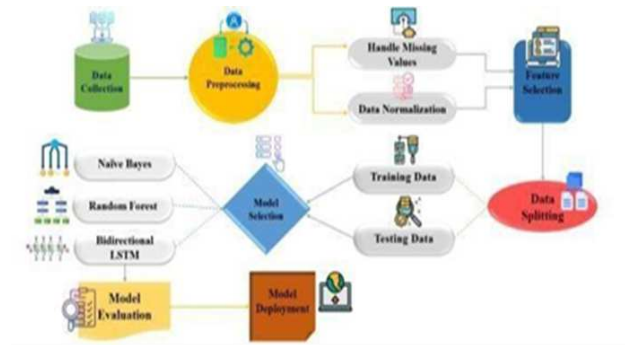 Data
Collection
Data
Preprocessing
Handle Missing
Values
Data Normalization
Feature
Selection
Data
Splitting
Training Data
Testing Data
Model
Selection
Naïve Bayes
Random Forest
Bidirectional
LSTM
Model
Evaluation
Model
Deployment